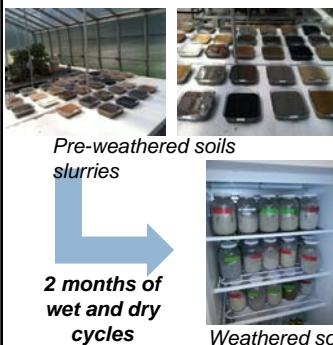 Pre-weathered soils
slurries
2 months of
wet and dry
cycles
Weathered so